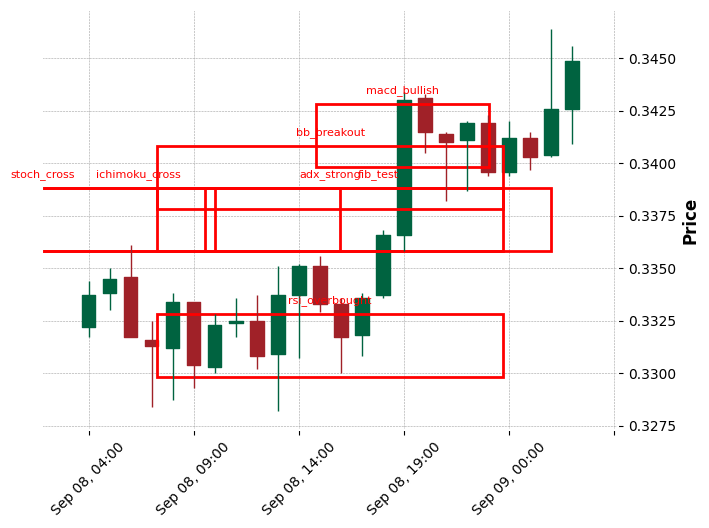 macd_bullish
bb_breakout
stoch_cross
ichimoku_cross
adx_strong
fib_test
rsi_overbought
0.3450
0.3425
0.3400
0.3375
0.3350
0.3325
0.3300
0.3275
Price
Sep 08, 04:00
Sep 08, 09:00
Sep 08, 14:00
Sep 08, 19:00
Sep 09, 00:00